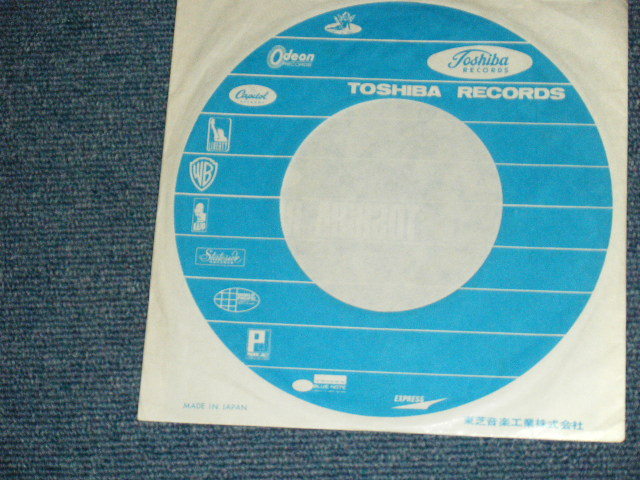 Odeon
RECORDS
Toshiba
RECORDS
TOSHIBA RECORDS
Capitol
LIBERTY
WB
Stateside
P
BLUE NOTE
EXPRESS
MADE IN JAPAN
東芝音楽工業株式会社